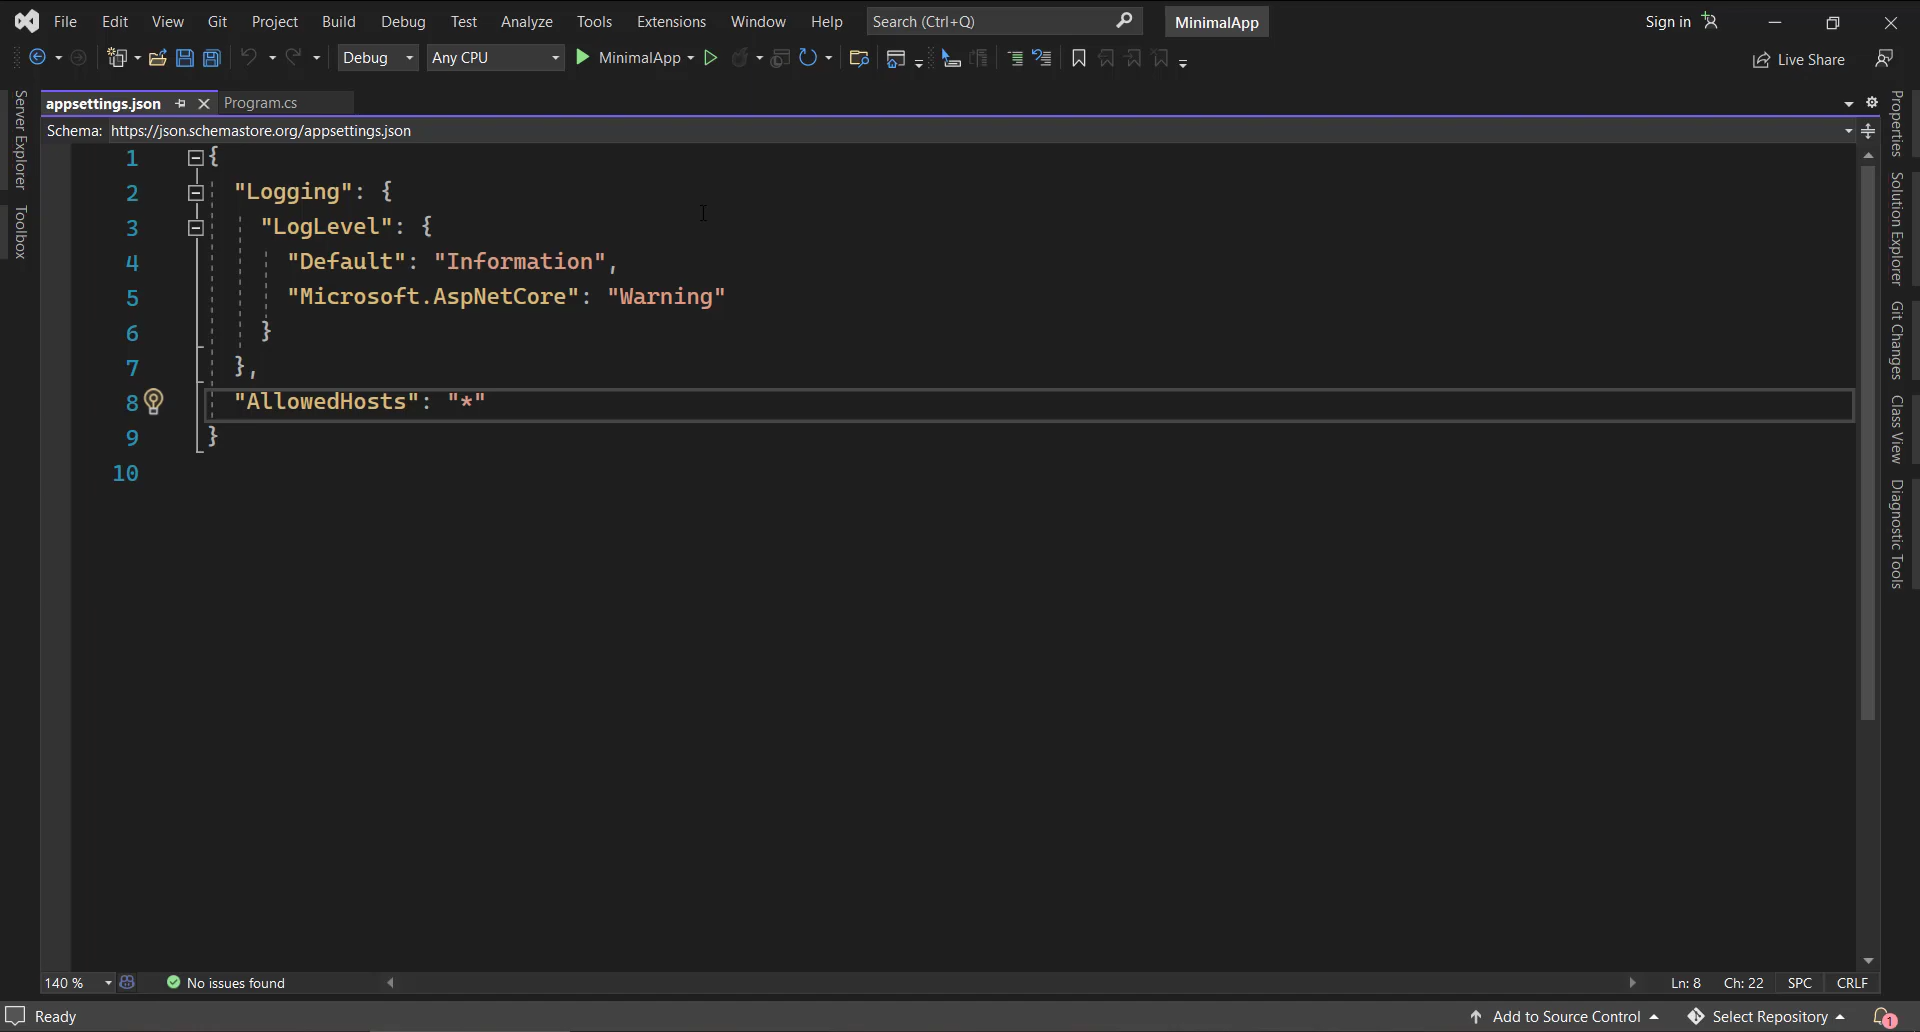 File Edit View Git Project Build Debug Test Analyze Tools Extensions Window Help Search (Ctrl+Q) MinimalApp Sign in
Debug Any CPU MinimalApp Live Share
appsettings.json Program.cs
Schema: https://json.schemastore.org/appsettings.json
1 {
2 "Logging": {
3 "LogLevel": {
4 "Default": "Information",
5 "Microsoft.AspNetCore": "Warning"
6 }
7 },
8 "AllowedHosts": "*"
9 }
10
Server Explorer
Toolbox
Properties
Solution Explorer
Git Changes
Class View
Diagnostic Tools
140 % No issues found Ln: 8 Ch: 22 SPC CRLF
Ready Add to Source Control Select Repository 1